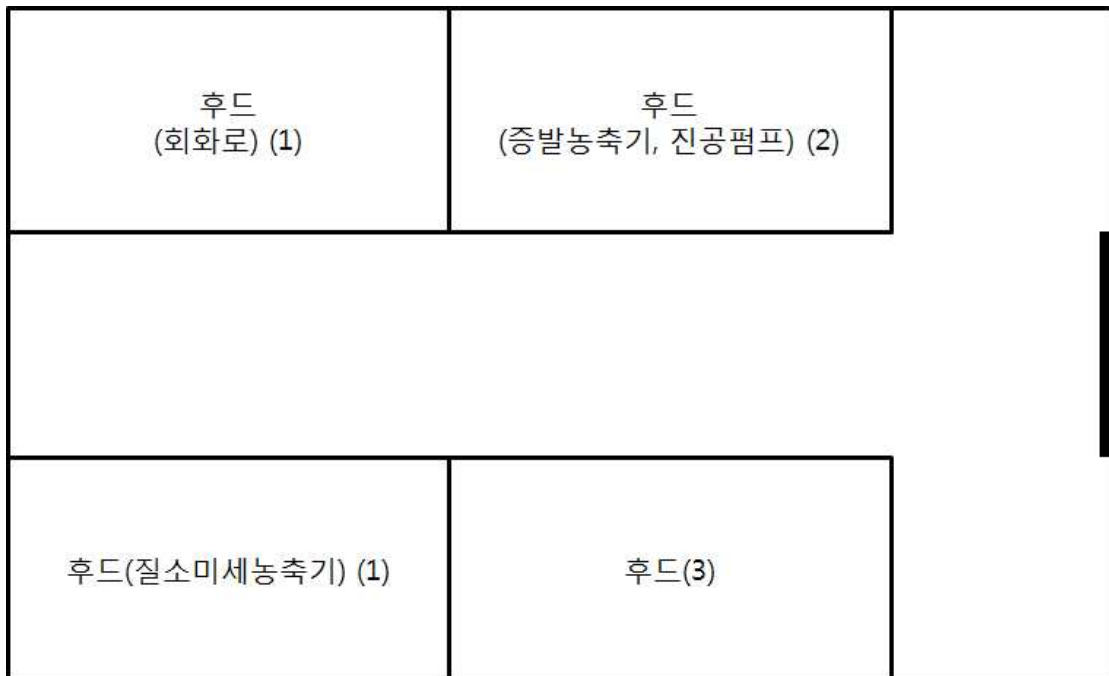 후드
(회화로) (1)
후드
(증발농축기, 진공펌프) (2)
후드(질소미세농축기) (1)
후드(3)